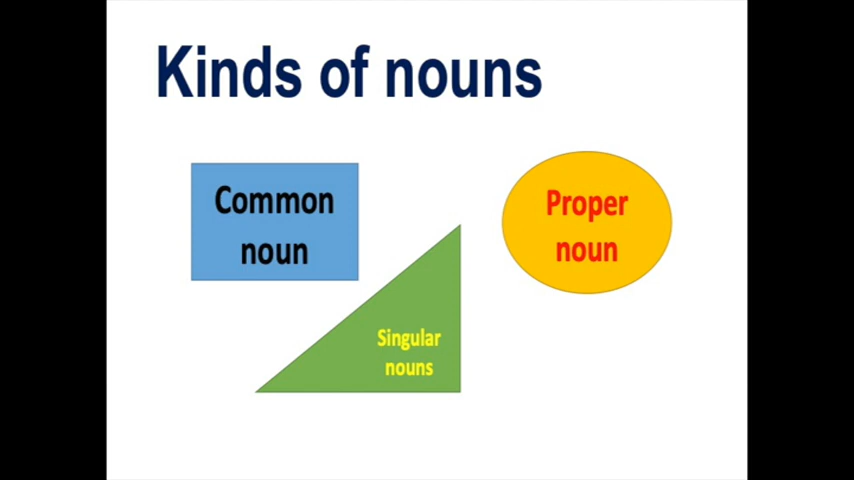 Kinds of nouns
Common
noun
Proper
noun
Singular
nouns